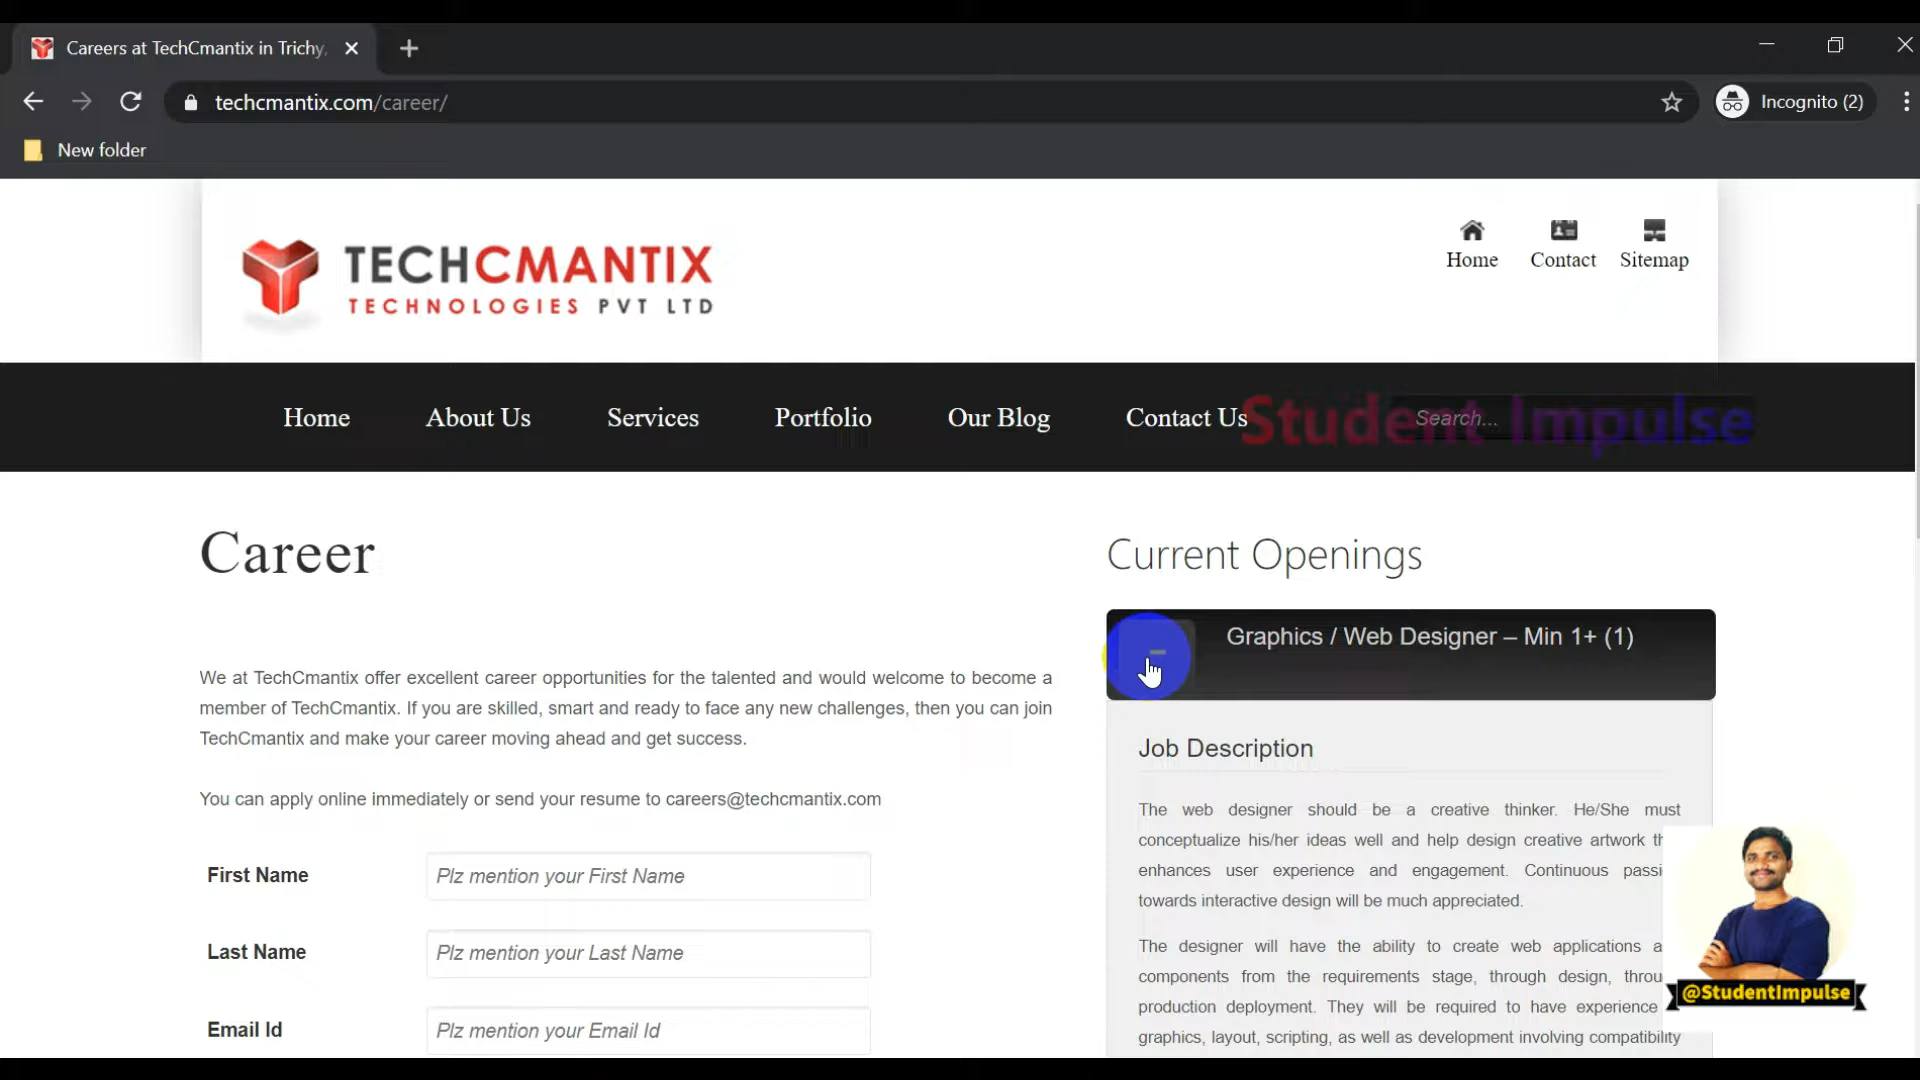 Careers at TechCmantix in Trichy,
techcmantix.com/career/
Incognito (2)
New folder
TECHCMANTIX
TECHNOLOGIES PVT LTD
Home
Contact
Sitemap
Home
About Us
Services
Portfolio
Our Blog
Contact Us
Search...
Student Impulse
Career
We at TechCmantix offer excellent career opportunities for the talented and would welcome to become a
member of TechCmantix. If you are skilled, smart and ready to face any new challenges, then you can join
TechCmantix and make your career moving ahead and get success.
You can apply online immediately or send your resume to careers@techcmantix.com
First Name
Plz mention your First Name
Last Name
Plz mention your Last Name
Email Id
Plz mention your Email Id
Current Openings
Graphics / Web Designer – Min 1+ (1)
Job Description
The web designer should be a creative thinker. He/She must
conceptualize his/her ideas well and help design creative artwork
enhances user experience and engagement. Continuous
towards interactive design will be much appreciated.
The designer will have the ability to create web applications
components from the requirements stage, through design,
production deployment. They will be required to have experience
graphics, layout, scripting, as well as development involving compatibility
@StudentImpulse